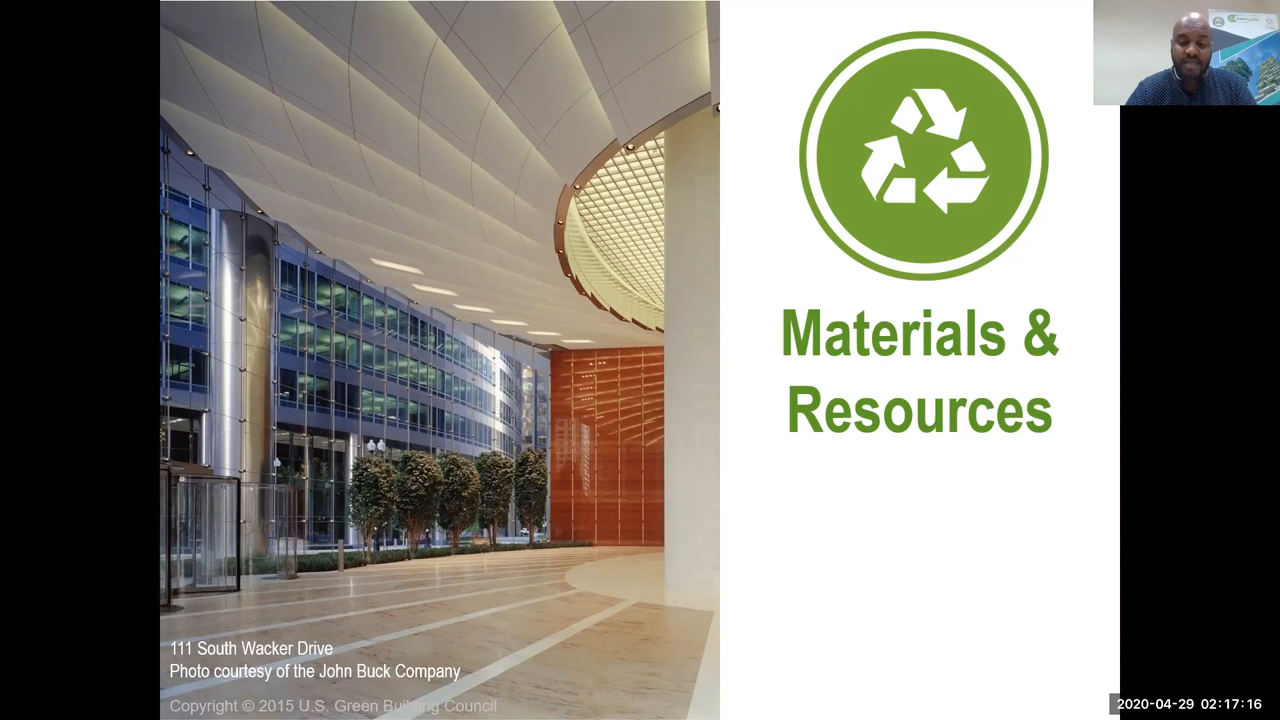 Materials &
Resources
111 South Wacker Drive
Photo courtesy of the John Buck Company
Copyright © 2015 U.S. Green Building Council
2020-04-29 02:17:16